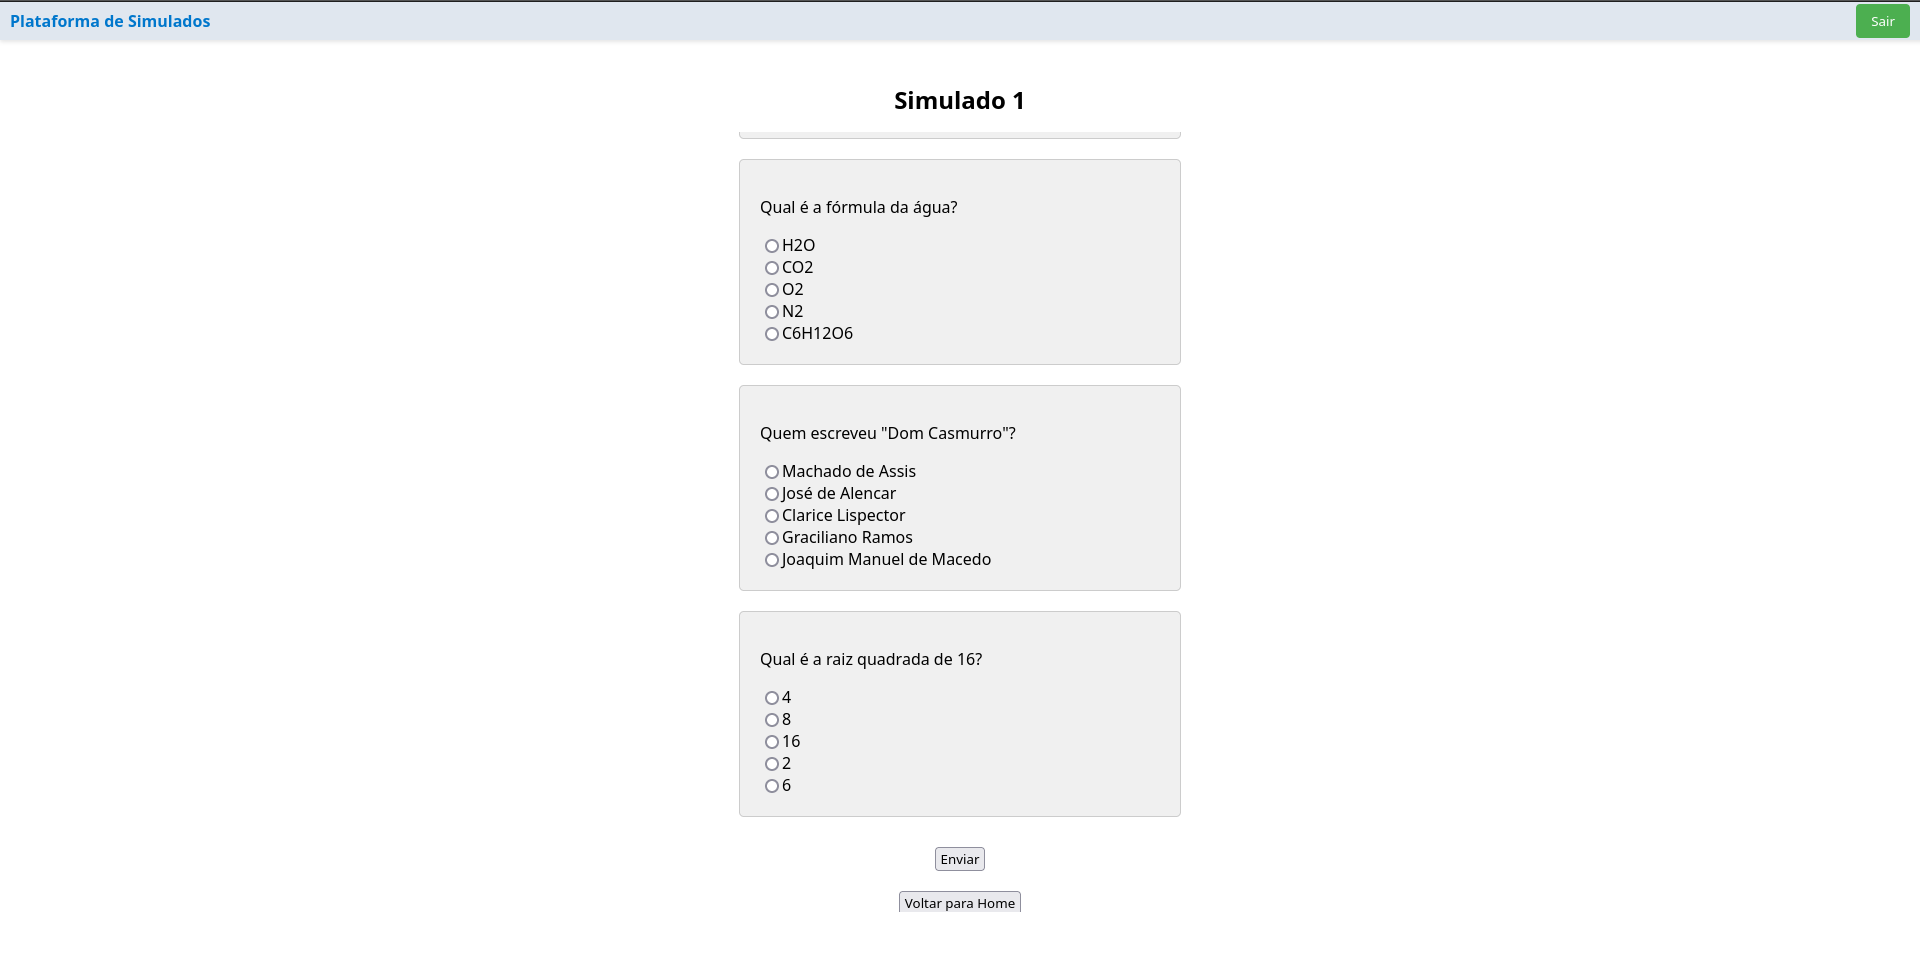 Plataforma de Simulados
Sair
Simulado 1
Qual é a fórmula da água?
H2O
CO2
O2
N2
C6H12O6
Quem escreveu "Dom Casmurro"?
Machado de Assis
José de Alencar
Clarice Lispector
Graciliano Ramos
Joaquim Manuel de Macedo
Qual é a raiz quadrada de 16?
4
8
16
2
6
Enviar
Voltar para Home